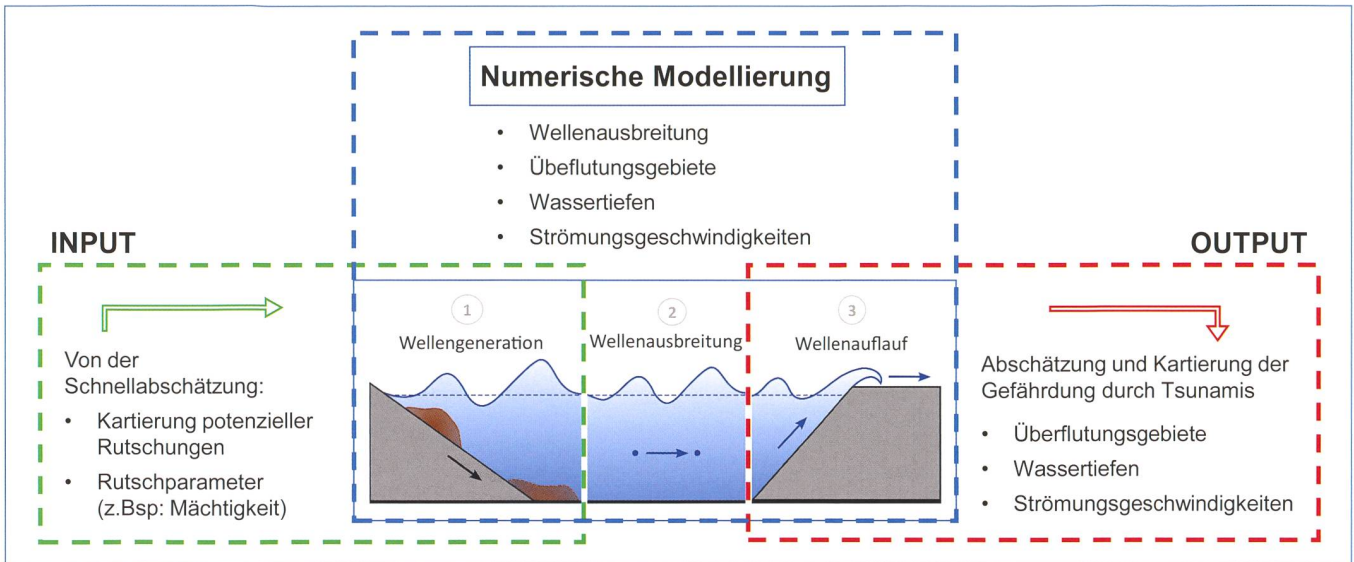 Numerische Modellierung
• Wellenausbreitung
• Übeflutungsgebiete
• Wassertiefen
• Strömungsgeschwindigkeiten
INPUT
Von der
Schnellabschätzung:
• Kartierung potenzieller
Rutschungen
• Rutschparameter
(z.Bsp: Mächtigkeit)
1
Wellengeneration
2
Wellenausbreitung
3
Wellenauflauf
OUTPUT
Abschätzung und Kartierung der
Gefährdung durch Tsunamis
• Überflutungsgebiete
• Wassertiefen
• Strömungsgeschwindigkeiten